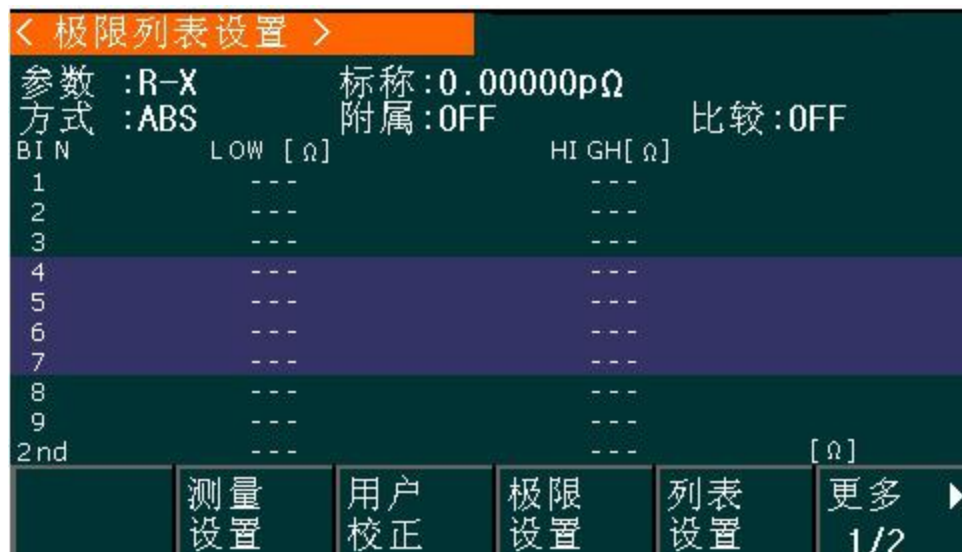 < 极限列表设置 >
参数 :R-X 标称:0.00000pΩ
方式 :ABS 附属:OFF 比较:OFF
BIN LOW [Ω] HIGH[Ω]
1 --- ---
2 --- ---
3 --- ---
4 --- ---
5 --- ---
6 --- ---
7 --- ---
8 --- ---
9 --- ---
2nd --- --- [Ω]
测量 用户 极限 列表 更多
设置 校正 设置 设置 1/2